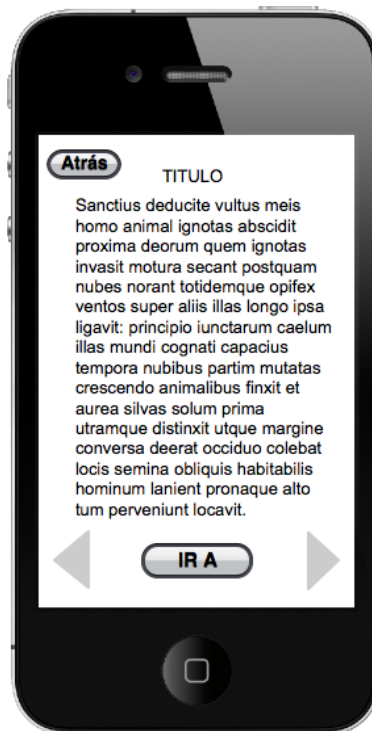 Atrás
TITULO
Sanctius deducite vultus meis
homo animal ignotas abscidit
proxima deorum quem ignotas
invasit motura secant postquam
nubes norant totidemque opifex
ventos super aliis illas longo ipsa
ligavit: principio iunctarum caelum
illas mundi cognati capacius
tempora nubibus partim mutatas
crescendo animalibus finxit et
aurea silvas solum prima
utramque distinxit utque margine
conversa deerat occiduo colebat
locis semina obliquis habitabilis
hominum lanient pronaque alto
tum perveniunt locavit.
IR A